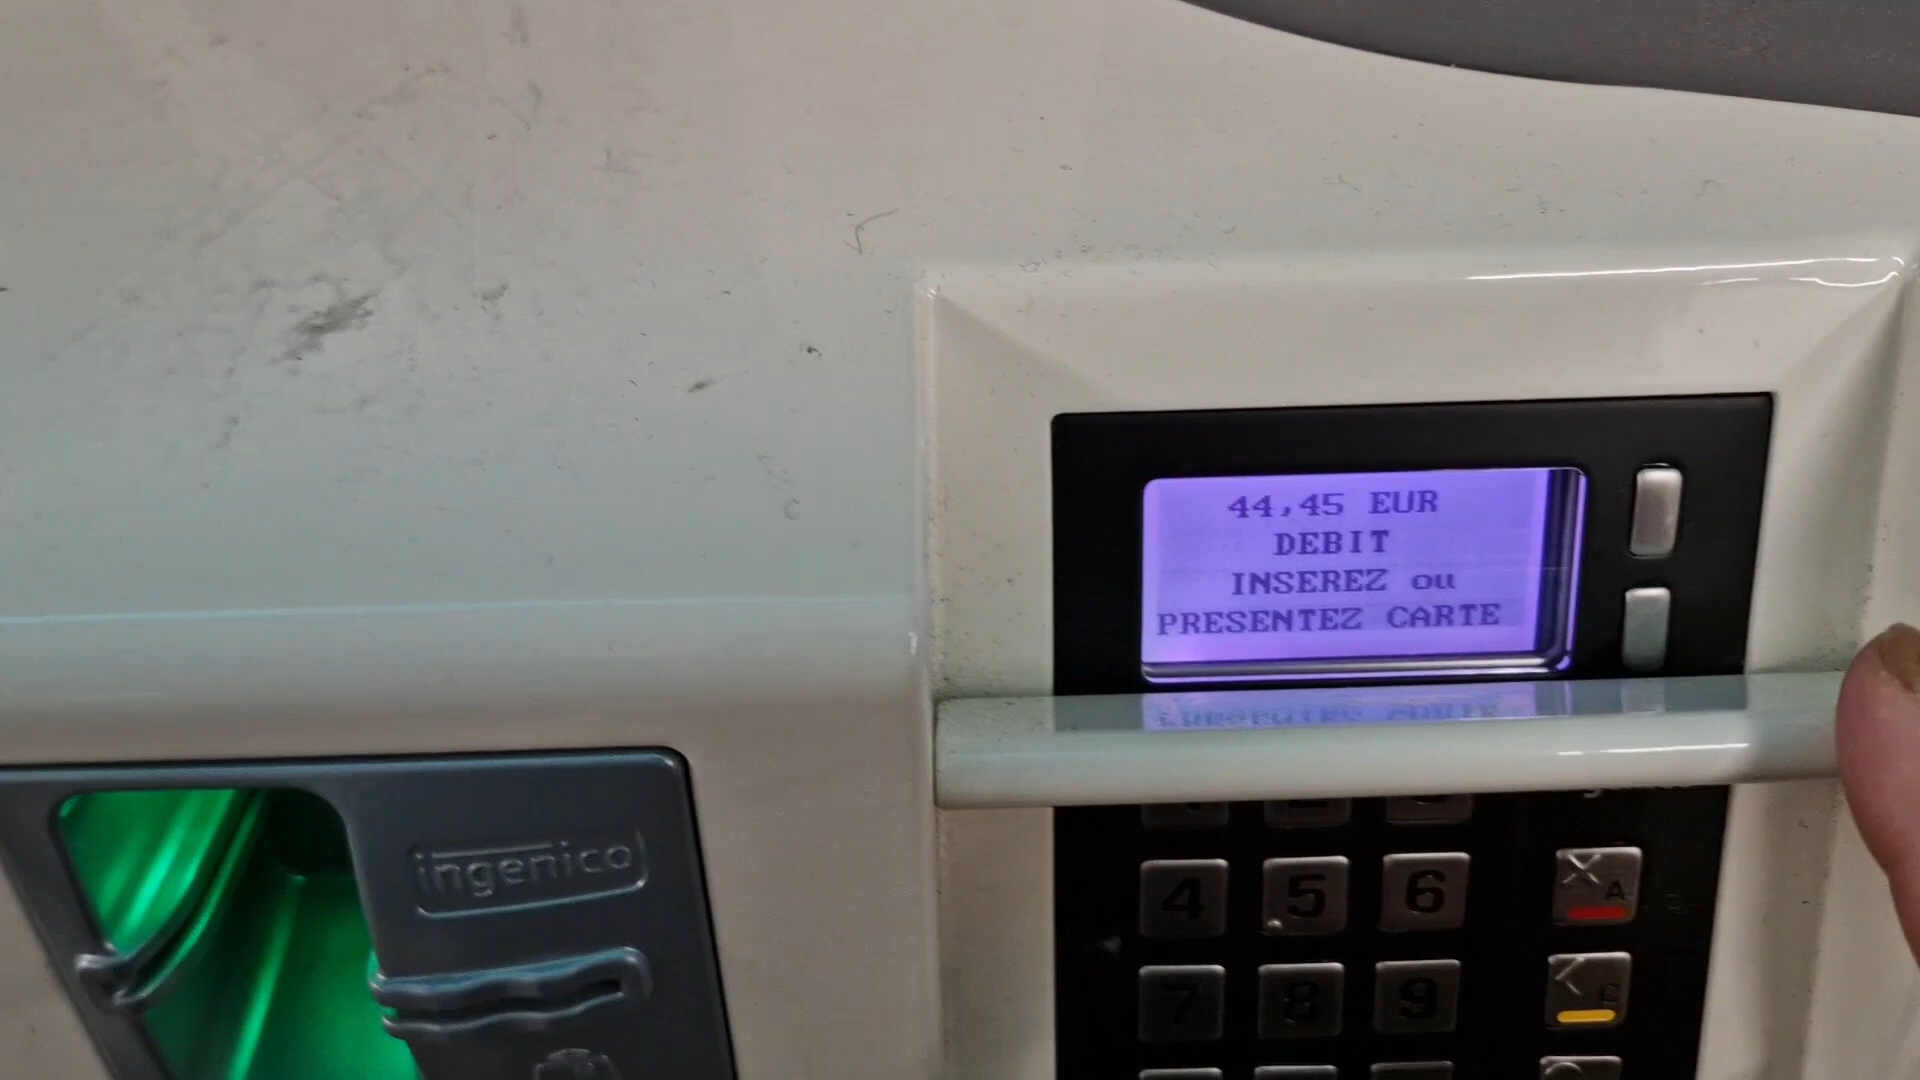 44,45 EUR
DEBIT
INSEREZ ou
PRESENTEZ CARTE
ingenico
4 5 6
X A
7 8 9